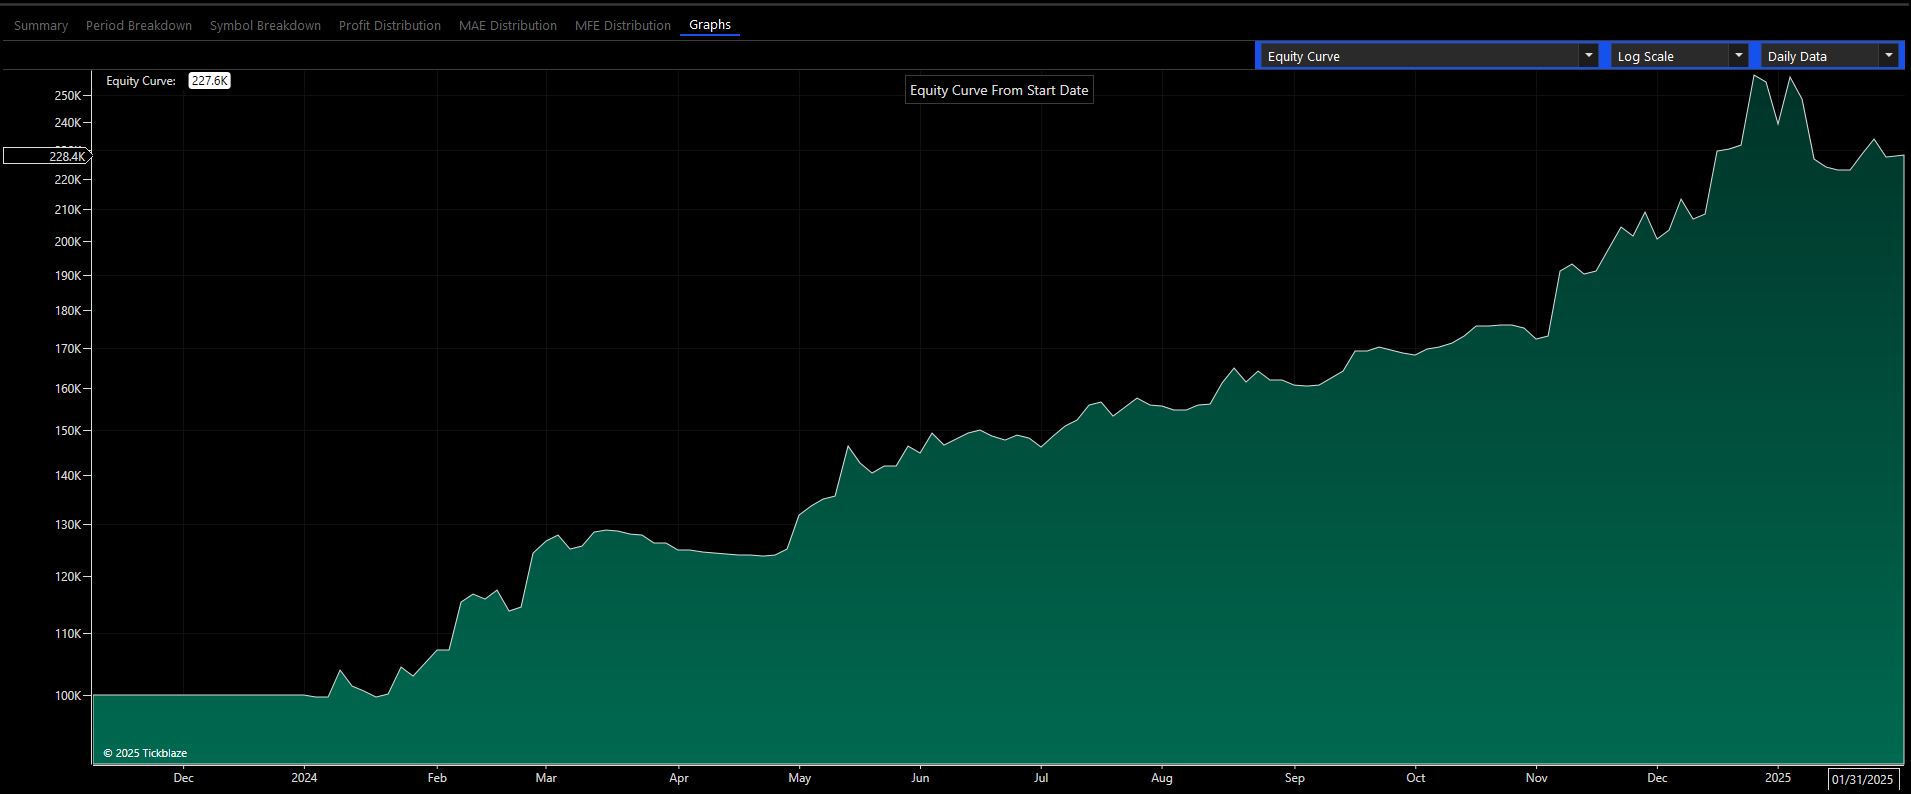 Summary Period Breakdown Symbol Breakdown Profit Distribution MAE Distribution MFE Distribution Graphs
Equity Curve Log Scale Daily Data
Equity Curve: 227.6K
Equity Curve From Start Date
250K
240K
228.4K
220K
210K
200K
190K
180K
170K
160K
150K
140K
130K
120K
110K
100K
© 2025 Tickblaze
Dec 2024 Feb Mar Apr May Jun Jul Aug Sep Oct Nov Dec 2025 01/31/2025